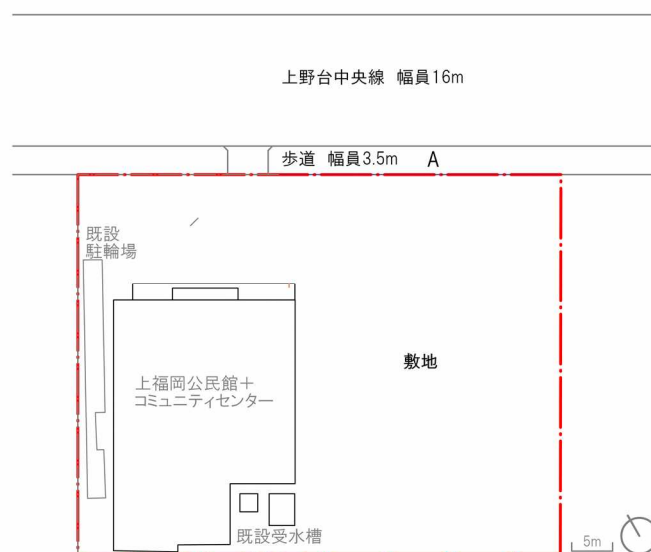 上野台中央線 幅員16m
歩道 幅員3.5m A
既設
駐輪場
敷地
上福岡公民館＋
コミュニティセンター
既設受水槽
5m